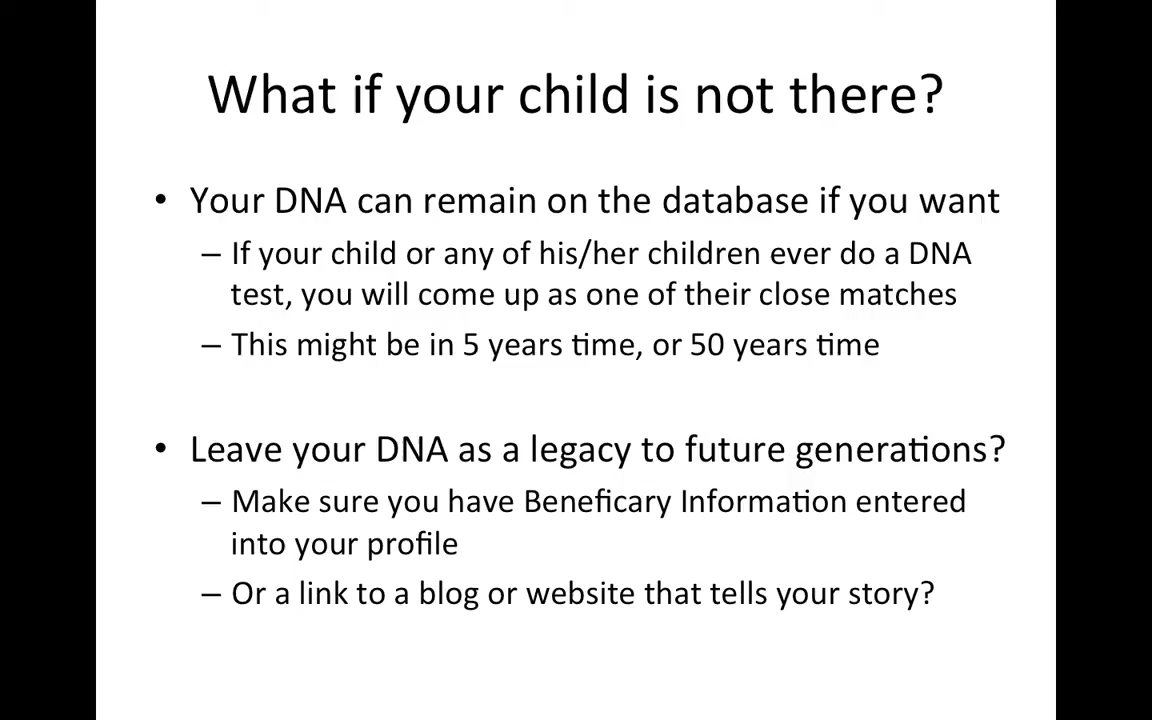 What if your child is not there?
• Your DNA can remain on the database if you want
– If your child or any of his/her children ever do a DNA
test, you will come up as one of their close matches
– This might be in 5 years time, or 50 years time
• Leave your DNA as a legacy to future generations?
– Make sure you have Beneficary Information entered
into your profile
– Or a link to a blog or website that tells your story?